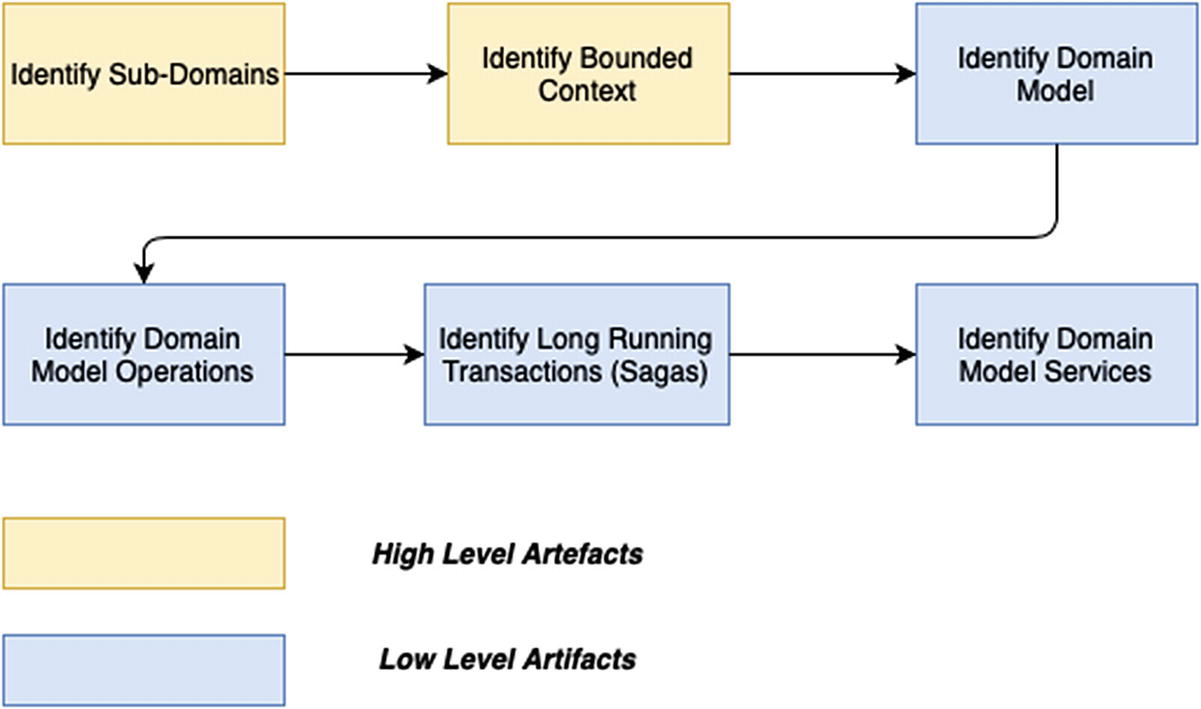 Identify Sub-Domains
Identify Bounded
Context
Identify Domain
Model
Identify Domain
Model Operations
Identify Long Running
Transactions (Sagas)
Identify Domain
Model Services
High Level Artefacts
Low Level Artifacts